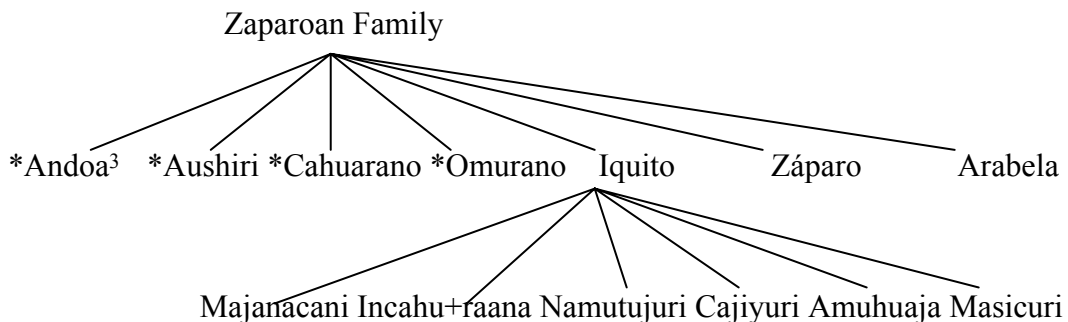 Zaparoan Family
*Andoa³ *Aushiri *Cahuarano *Omurano Iquito Záparo Arabela
Majanacani Incahu+raana Namutujuri Cajiyuri Amuhuaja Masicuri